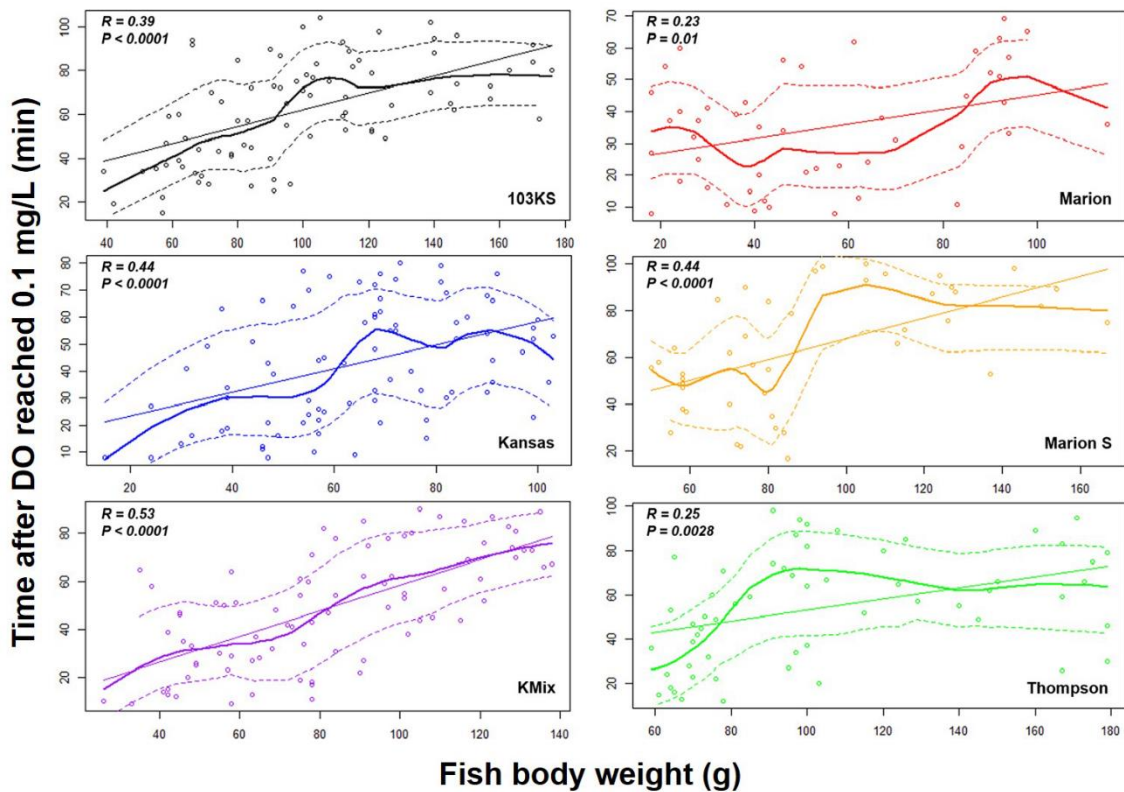 Time after DO reached 0.1 mg/L (min)
R = 0.39
P < 0.0001
100
80
60
40
20
103KS
40 60 80 100 120 140 160 180
R = 0.23
P = 0.01
70
60
50
40
30
20
10
Marion
20 40 60 80 100
R = 0.44
P < 0.0001
80
70
60
50
40
30
20
10
Kansas
20 40 60 80 100
R = 0.44
P < 0.0001
100
80
60
40
20
Marion S
60 80 100 120 140 160
R = 0.53
P < 0.0001
80
60
40
20
KMix
40 60 80 100 120 140
R = 0.25
P = 0.0028
100
80
60
40
20
Thompson
60 80 100 120 140 160 180
Fish body weight (g)